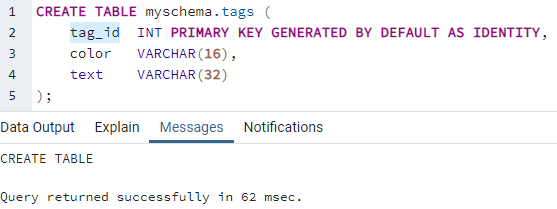 1 CREATE TABLE myschema.tags (
2 tag_id INT PRIMARY KEY GENERATED BY DEFAULT AS IDENTITY,
3 color VARCHAR(16),
4 text VARCHAR(32)
5 );
Data Output Explain Messages Notifications
CREATE TABLE
Query returned successfully in 62 msec.